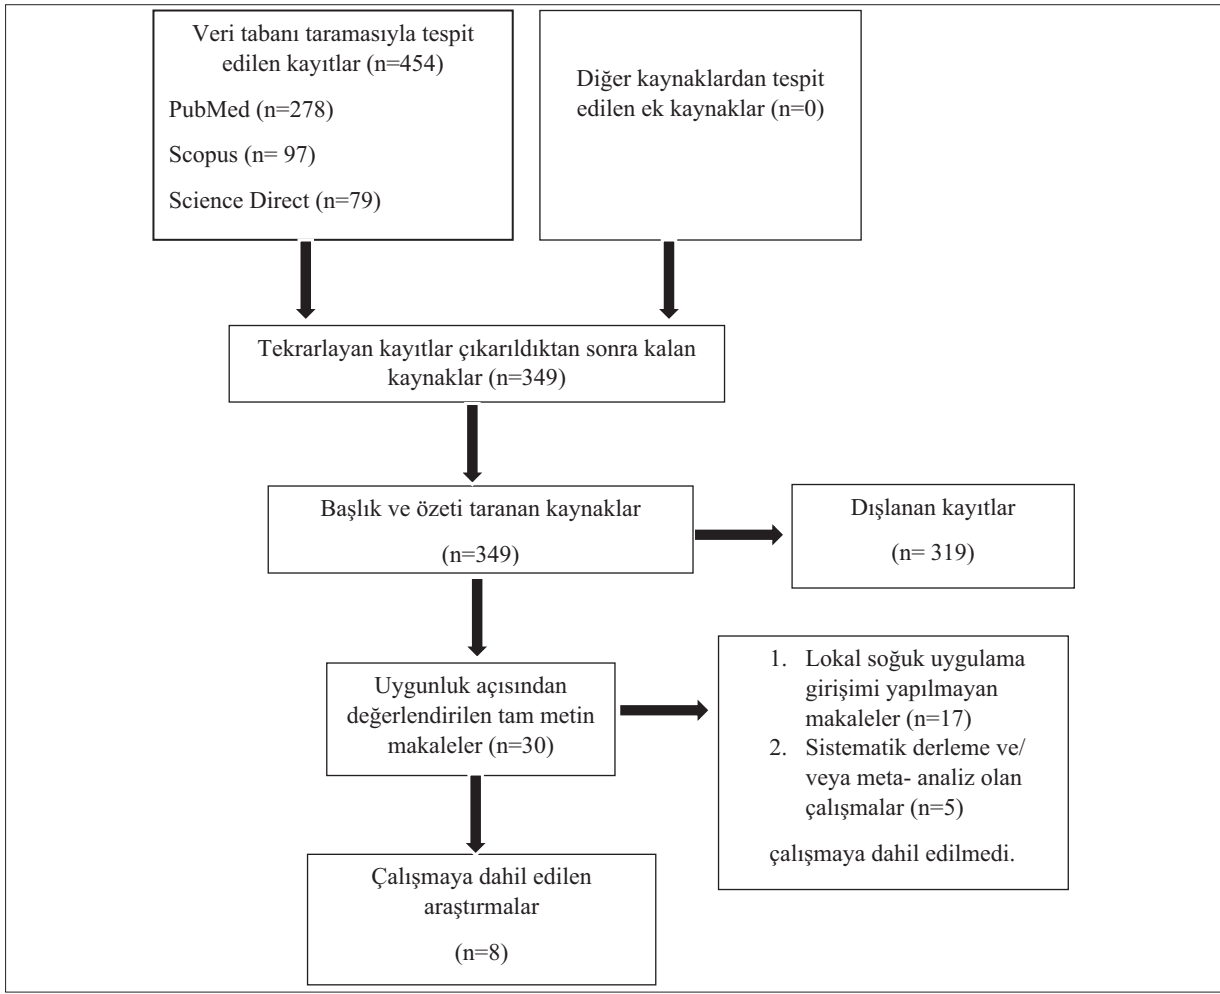 Veri tabanı taramasıyla tespit
edilen kayıtlar (n=454)
PubMed (n=278)
Scopus (n= 97)
Science Direct (n=79)
Diğer kaynaklardan tespit
edilen ek kaynaklar (n=0)
Tekrarlayan kayıtlar çıkarıldıktan sonra kalan
kaynaklar (n=349)
Başlık ve özeti taranan kaynaklar
(n=349)
Dışlanan kayıtlar
(n= 319)
Uygunluk açısından
değerlendirilen tam metin
makaleler (n=30)
1. Lokal soğuk uygulama
girişimi yapılmayan
makaleler (n=17)
2. Sistematik derleme ve/
veya meta- analiz olan
çalışmalar (n=5)
çalışmaya dahil edilmedi.
Çalışmaya dahil edilen
araştırmalar
(n=8)